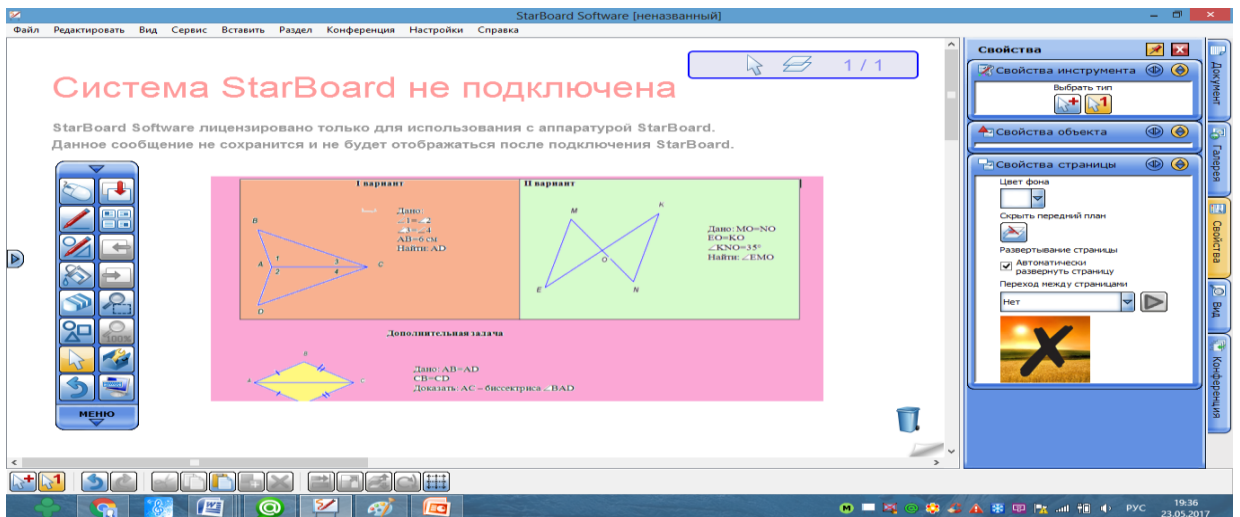 StarBoard Software [неназванный]
Файл Редактировать Вид Сервис Вставить Раздел Конференция Настройки Справка
1 / 1
Система StarBoard не подключена
StarBoard Software лицензировано только для использования с аппаратурой StarBoard.
Данное сообщение не сохранится и не будет отображаться после подключения StarBoard.
МЕНЮ
100%
I вариант
Дано:
∠1=∠2
∠3=∠4
AB=6 см
Найти: AD
B
A
1
2
3
4
C
D
II вариант
M
K
O
E
N
Дано: MO=NO
EO=KO
∠KNO=35°
Найти: ∠EMO
Дополнительная задача
B
A
C
Дано: AB=AD
CB=CD
Доказать: AC – биссектриса ∠BAD
Свойства
Свойства инструмента
Выбрать тип
Свойства объекта
Свойства страницы
Цвет фона
Скрыть передний план
Развертывание страницы
Автоматически
развернуть страницу
Переход между страницами
Нет
Документ
Галерея
Свойства
Вид
Конференция
РУС
19:36
23.05.2017